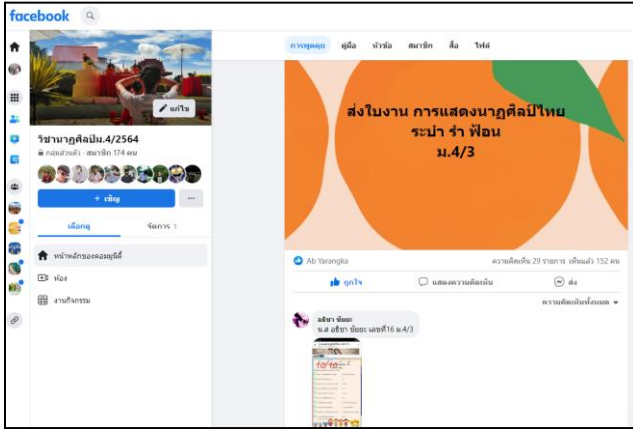 facebook
แก้ไข
วิชานาฏศิลป์ม.4/2564
กลุ่มส่วนตัว · สมาชิก 174 คน
+ เชิญ
เลือกดู
จัดการ 1
หน้าหลักของคอมมูนิตี้
ห้อง
งานกิจกรรม
การพูดคุย คู่มือ หัวข้อ สมาชิก สื่อ ไฟล์
ส่งใบงาน การแสดงนาฏศิลป์ไทย
ระบำ รำ ฟ้อน
ม.4/3
Ab Yarangka
ความคิดเห็น 29 รายการ เห็นแล้ว 152 คน
ถูกใจ
แสดงความคิดเห็น
ส่ง
ความคิดเห็นทั้งหมด
อธิชา ขัยยะ
น.ส อธิชา ขัยยะ เลขที่16 ม.4/3